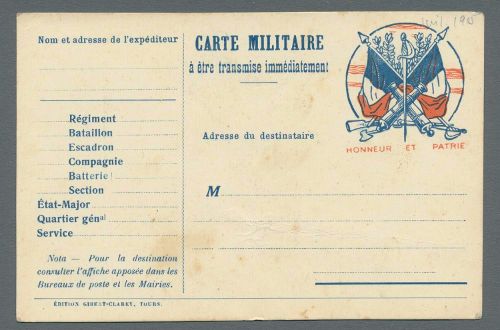 Nom et adresse de l'expéditeur
Régiment
Bataillon
Escadron
Compagnie
Batterie
Section
État-Major
Quartier génal
Service
Nota — Pour la destination
consulter l'affiche apposée dans les
Bureaux de poste et les Mairies.
ÉDITION GIBERT-CLAREY, TOURS.
CARTE MILITAIRE
à être transmise immédiatement
Adresse du destinataire
M
HONNEUR ET PATRIE